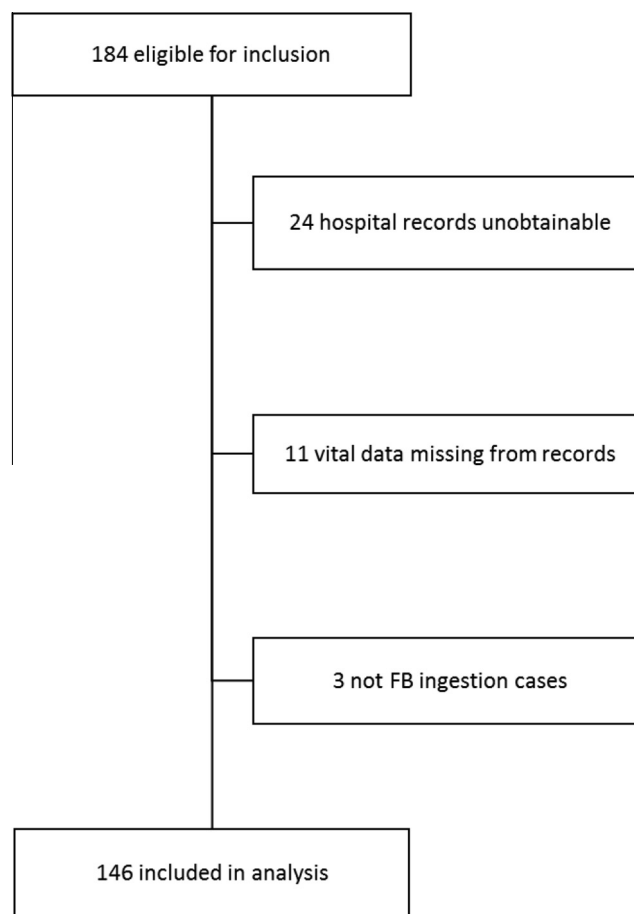 184 eligible for inclusion
24 hospital records unobtainable
11 vital data missing from records
3 not FB ingestion cases
146 included in analysis